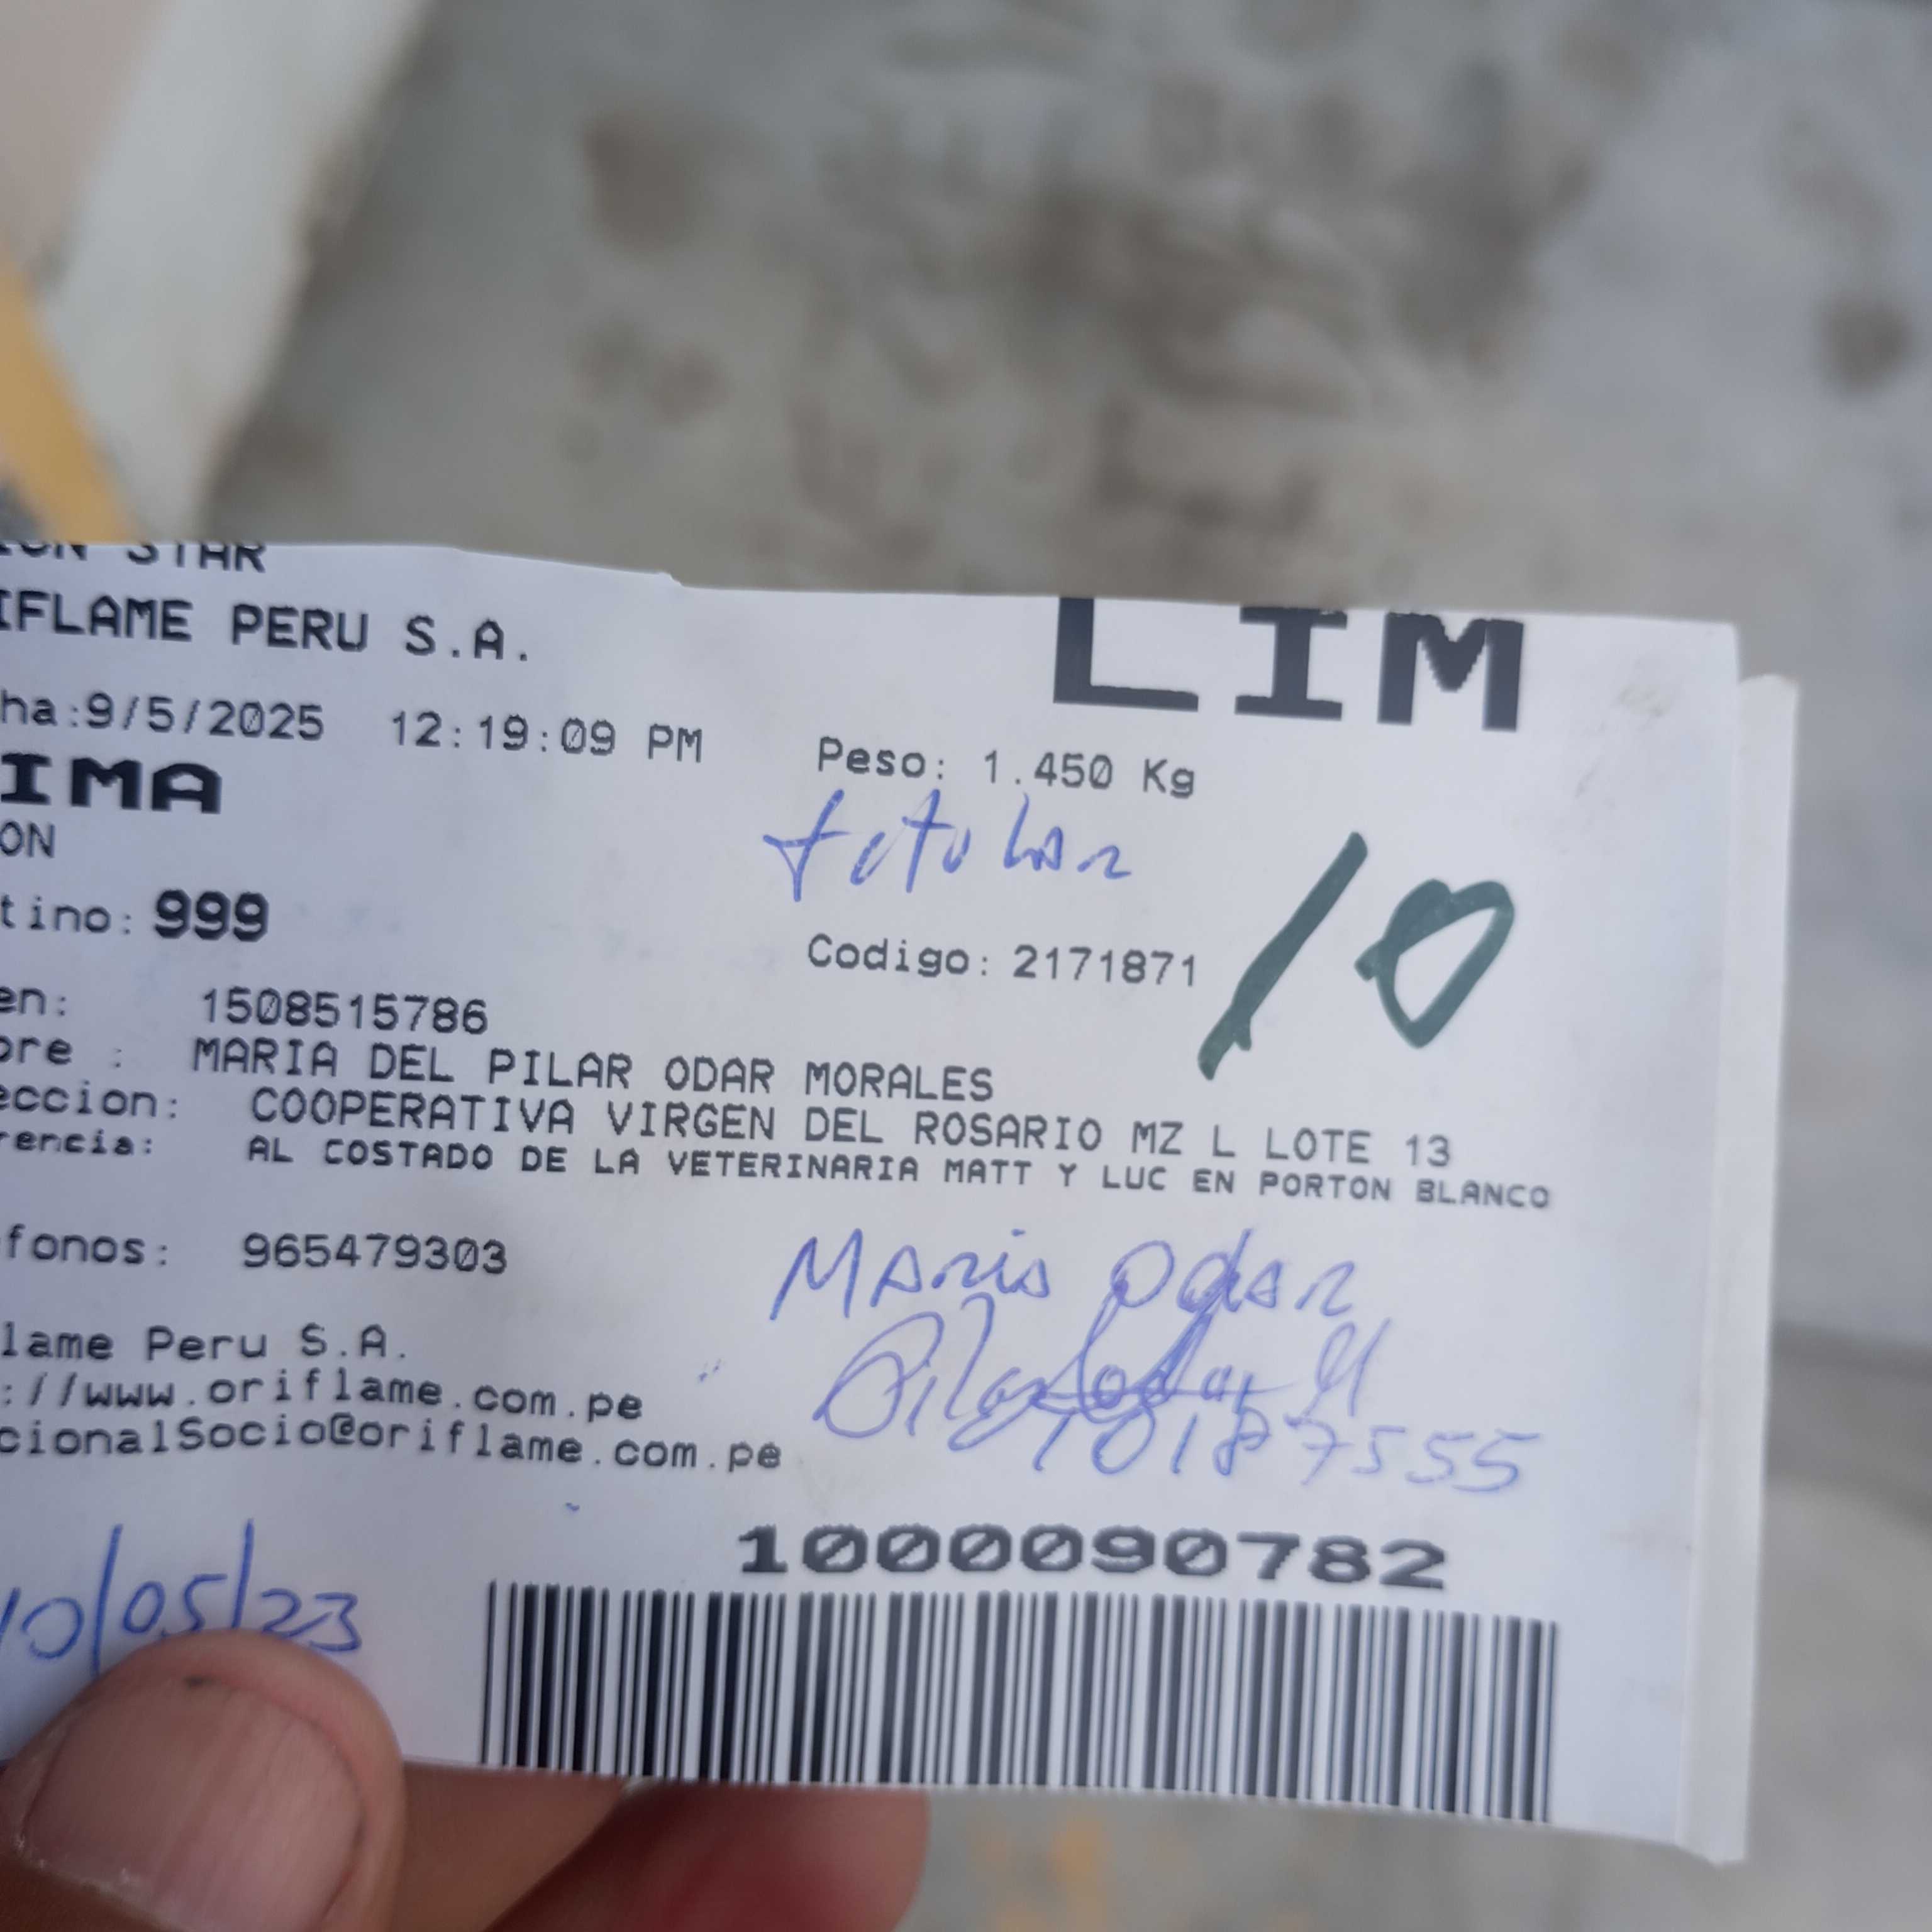 STAR
IFLAME PERU S.A.
LIM
ha:9/5/2025 12:19:09 PM
Peso: 1.450 Kg
IMA
ON
titular
10
tino: 999
Codigo: 2171871
en: 1508515786
bre : MARIA DEL PILAR ODAR MORALES
eccion: COOPERATIVA VIRGEN DEL ROSARIO MZ L LOTE 13
rencia: AL COSTADO DE LA VETERINARIA MATT Y LUC EN PORTON BLANCO
fonos: 965479303
Maria Odar
lame Peru S.A.
://www.oriflame.com.pe
cionalSocio@oriflame.com.pe
10187555
1000090782
10/05/23